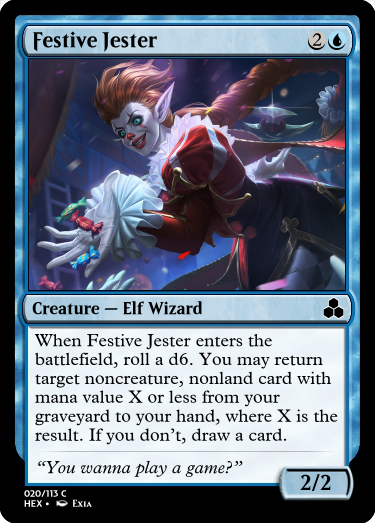 Festive Jester 2
Creature — Elf Wizard
When Festive Jester enters the
battlefield, roll a d6. You may return
target noncreature, nonland card with
mana value X or less from your
graveyard to your hand, where X is the
result. If you don't, draw a card.
"You wanna play a game?"
2/2
020/113 C
HEX • Exia